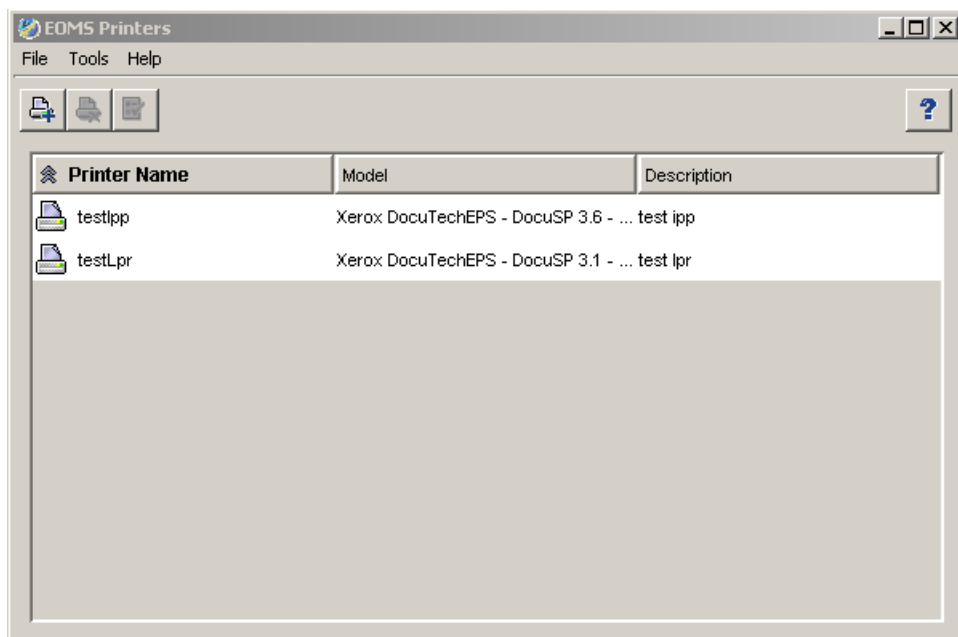 EOMS Printers
File Tools Help
?
Printer Name Model Description
testIpp Xerox DocuTechEPS - DocuSP 3.6 - ... test ipp
testLpr Xerox DocuTechEPS - DocuSP 3.1 - ... test lpr